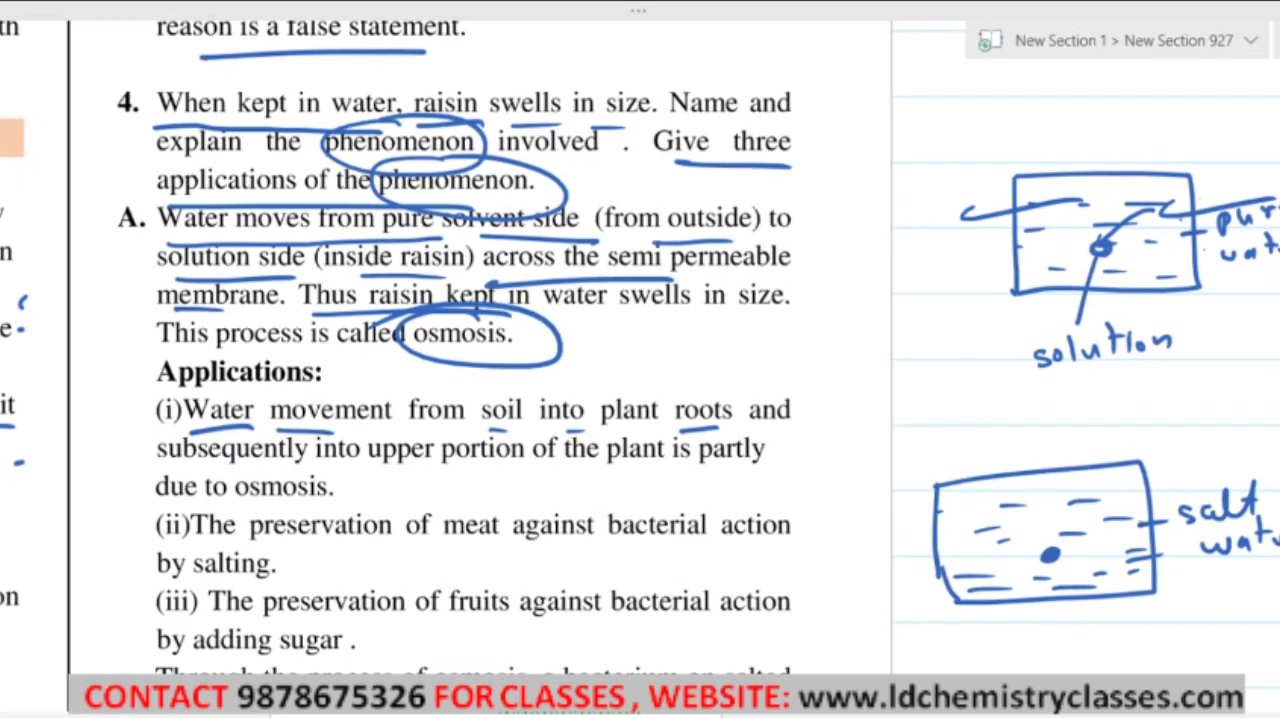 th
reason is a false statement.
New Section 1 > New Section 927
4. When kept in water, raisin swells in size. Name and
explain the phenomenon involved . Give three
applications of the phenomenon.
A. Water moves from pure solvent side (from outside) to
solution side (inside raisin) across the semi permeable
membrane. Thus raisin kept in water swells in size.
This process is called osmosis.
Applications:
(i)Water movement from soil into plant roots and
subsequently into upper portion of the plant is partly
due to osmosis.
(ii)The preservation of meat against bacterial action
by salting.
(iii) The preservation of fruits against bacterial action
by adding sugar .
n
e
it
on
solution
salt
CONTACT 9878675326 FOR CLASSES , WEBSITE: www.ldchemistryclasses.com